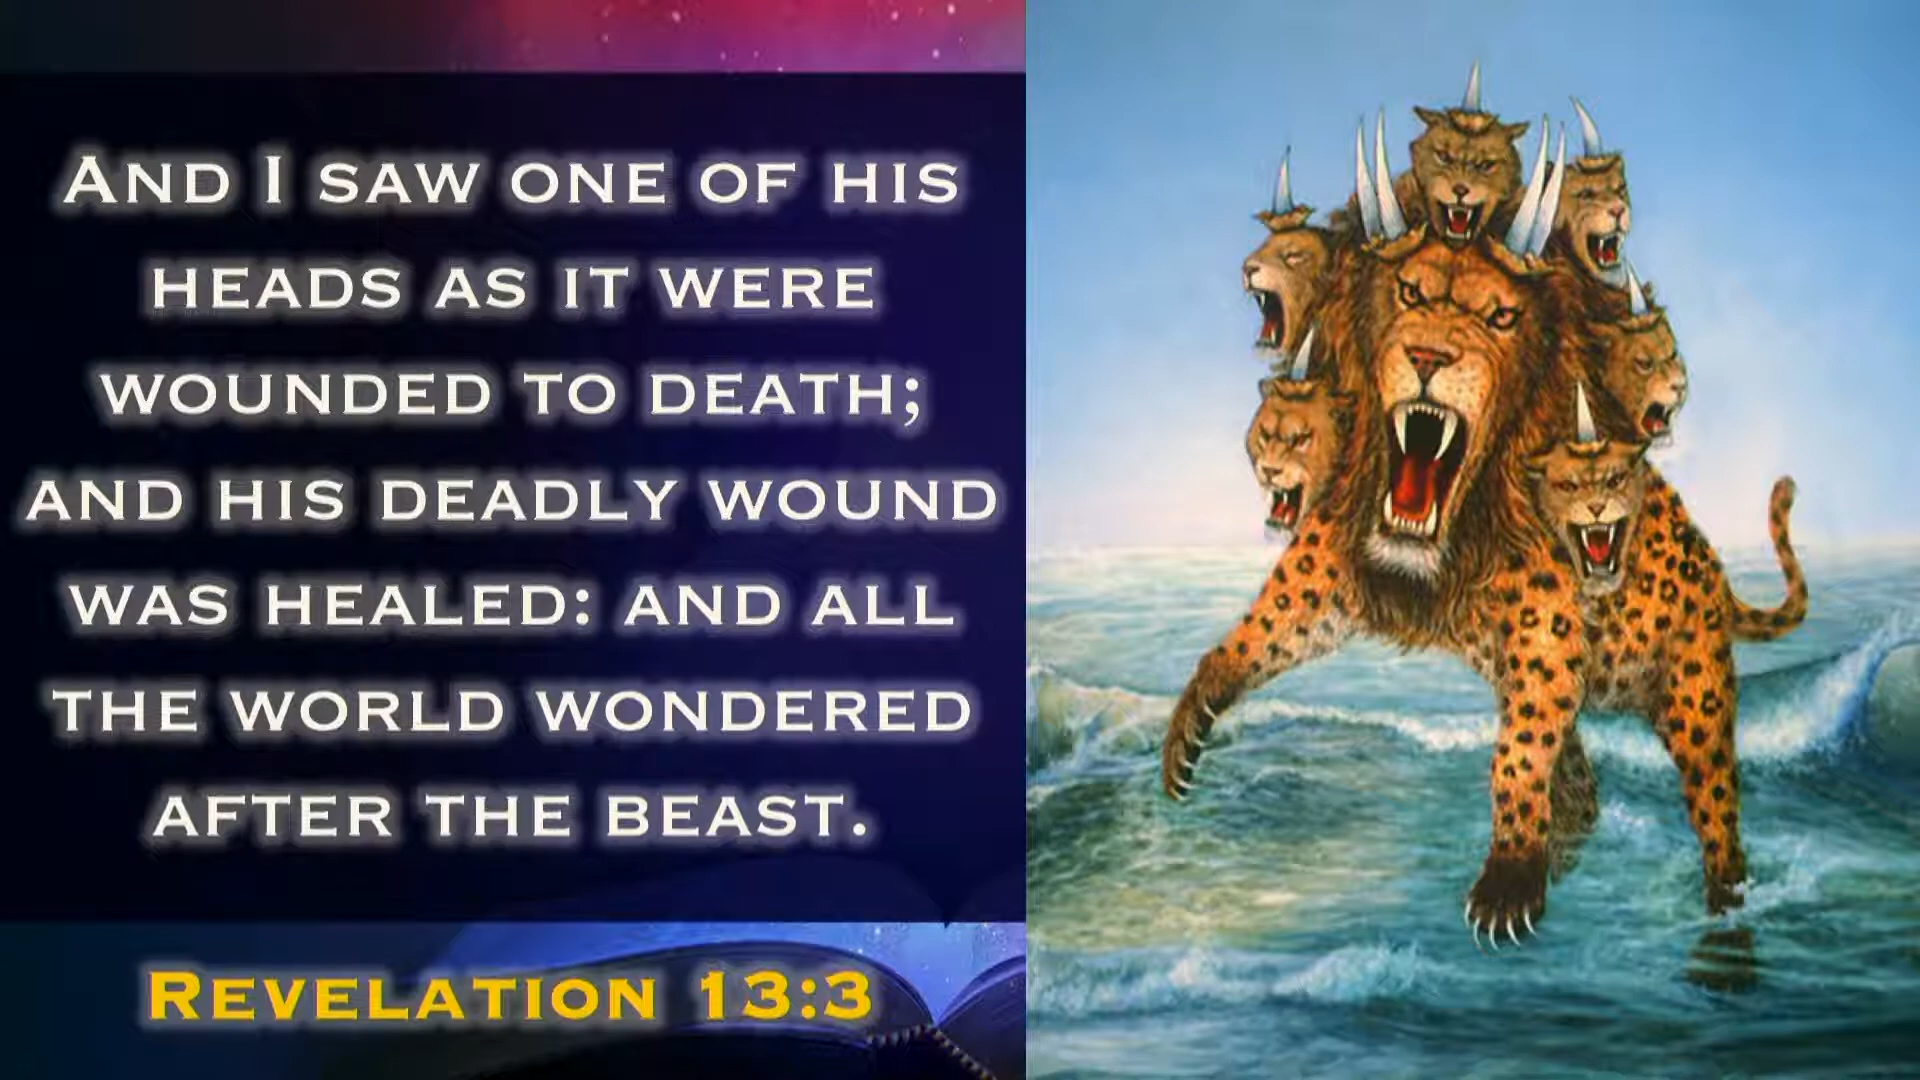 And I saw one of his
heads as it were
wounded to death;
and his deadly wound
was healed: and all
the world wondered
after the beast.
Revelation 13:3